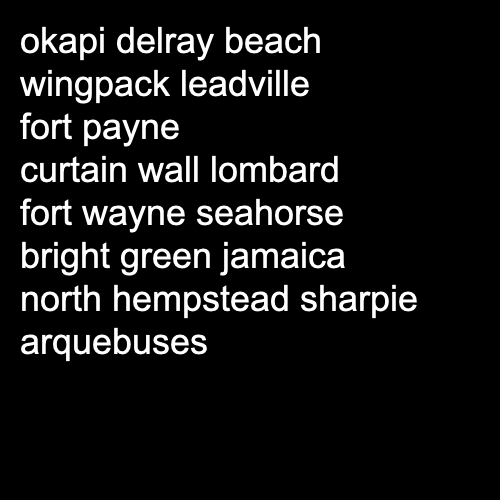 okapi delray beach
wingpack leadville
fort payne
curtain wall lombard
fort wayne seahorse
bright green jamaica
north hempstead sharpie
arquebuses